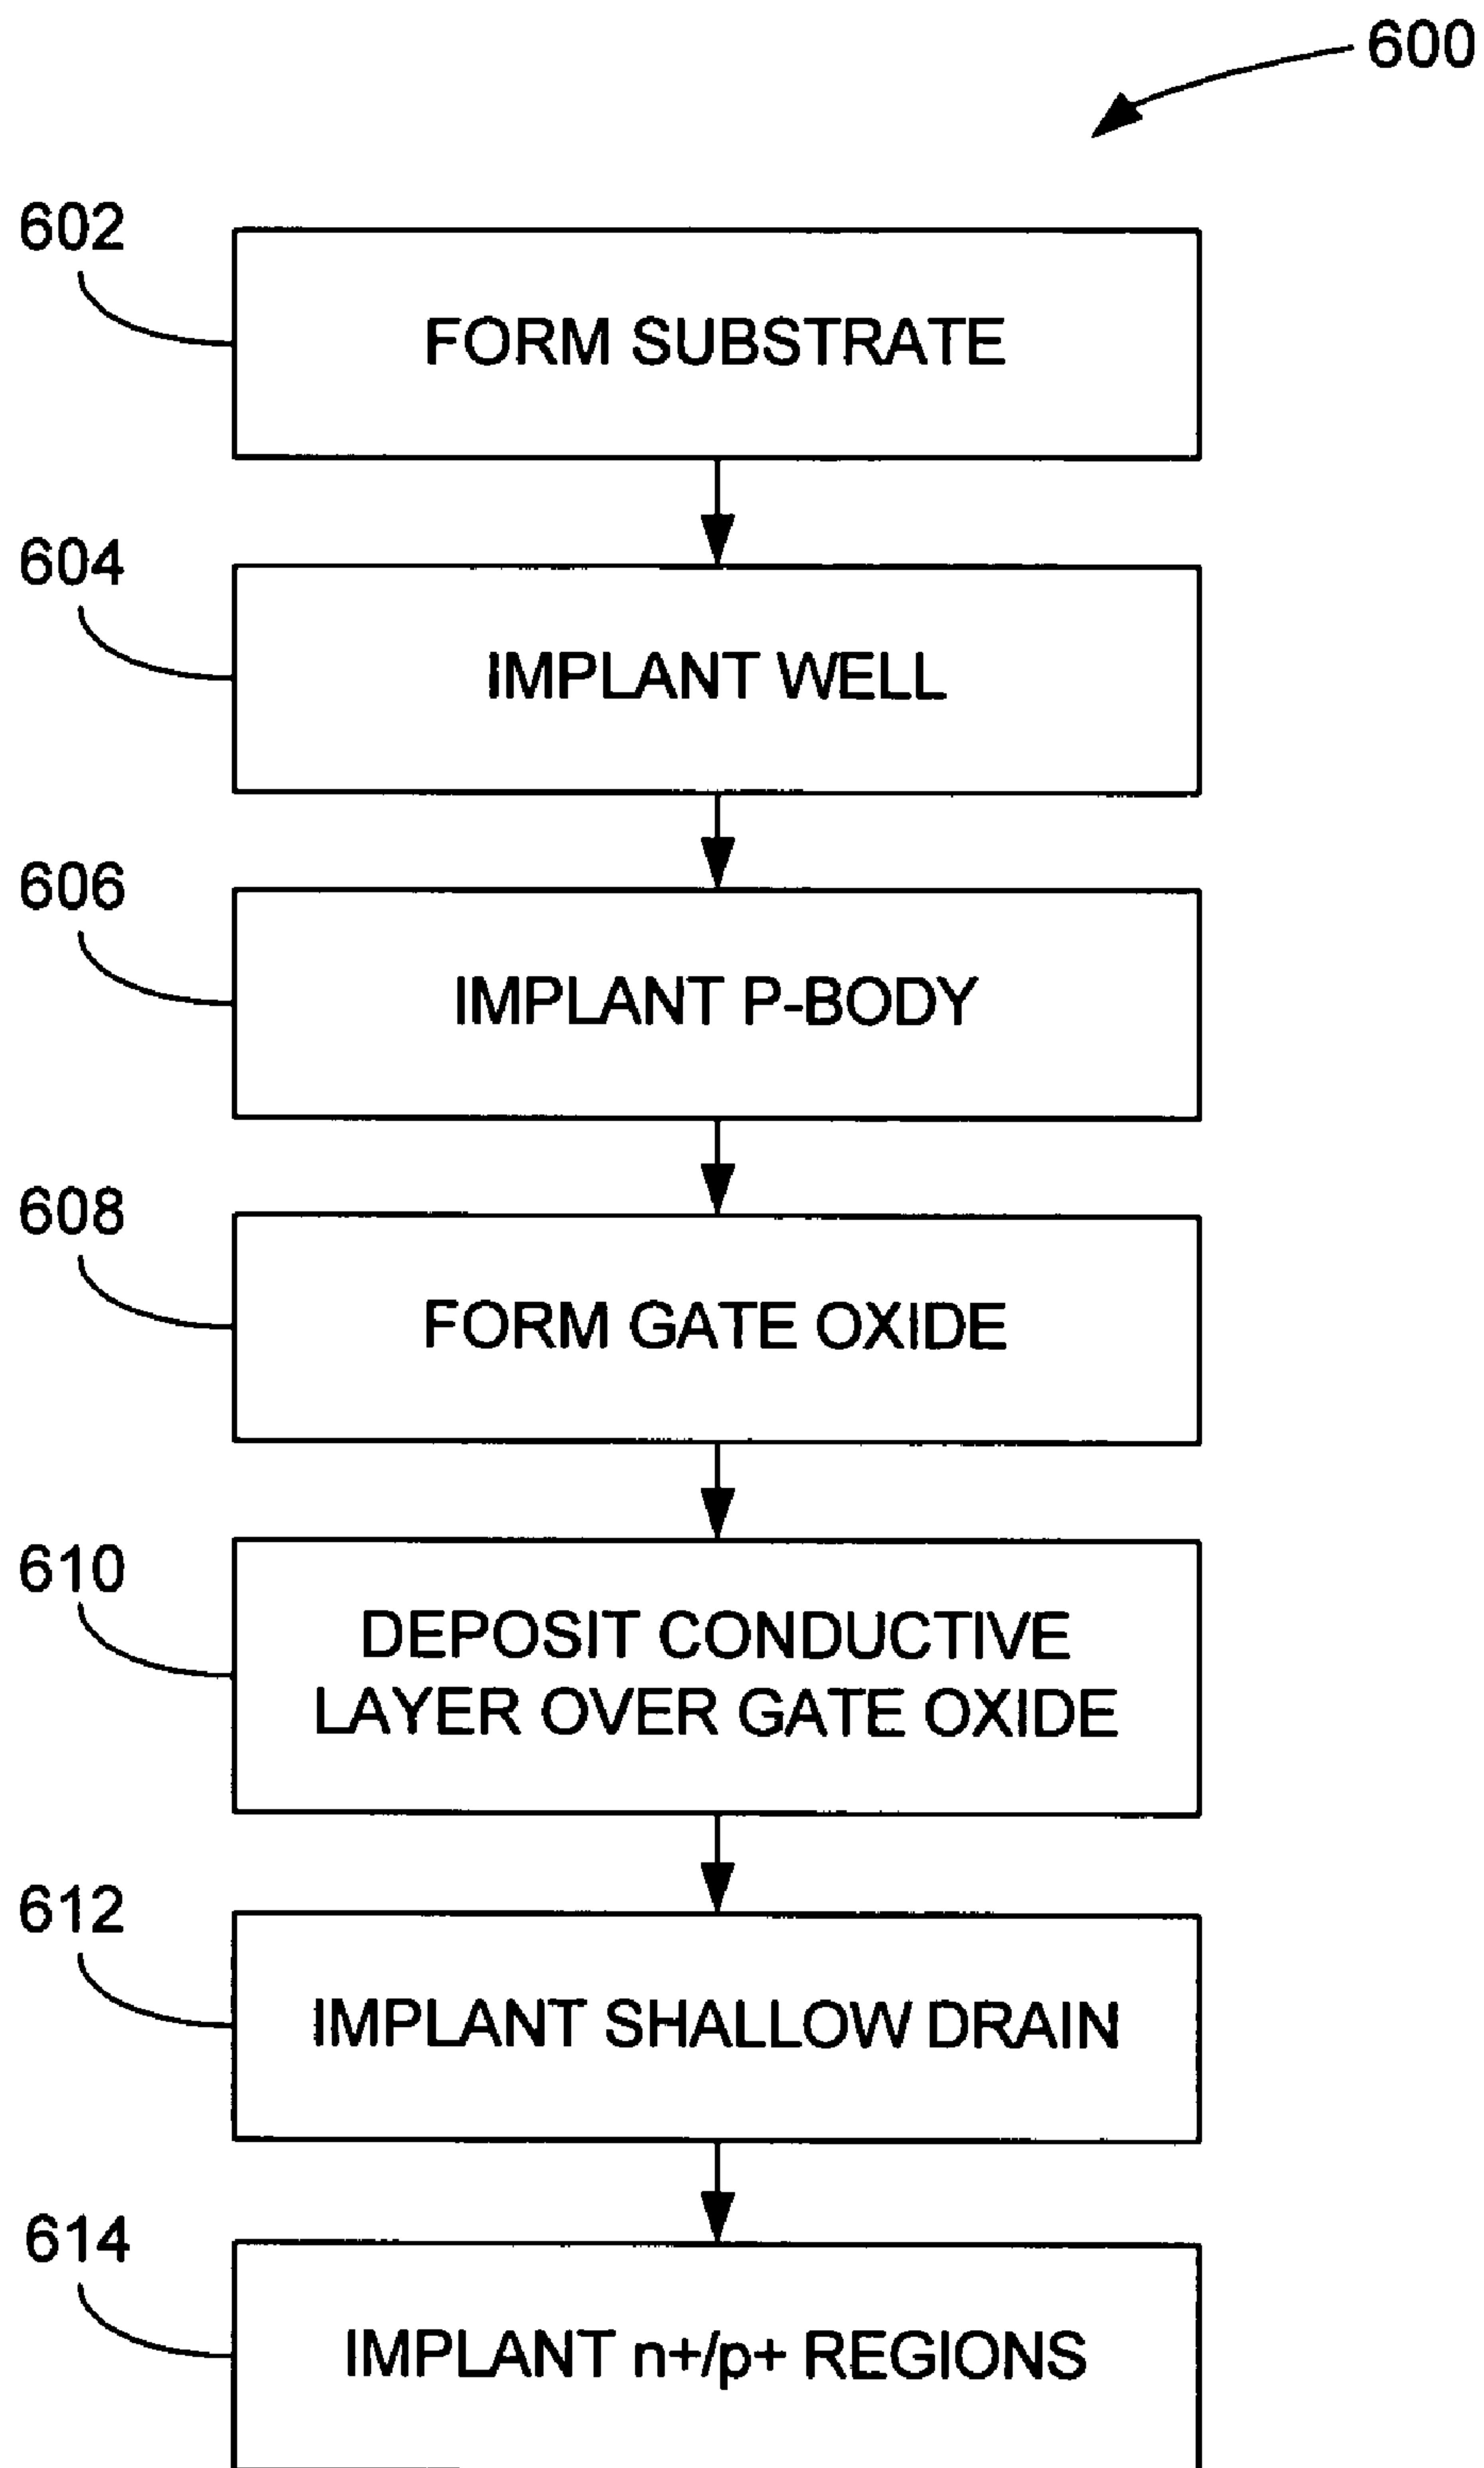 600
602
FORM SUBSTRATE
604
IMPLANT WELL
606
IMPLANT P-BODY
608
FORM GATE OXIDE
610
DEPOSIT CONDUCTIVE
LAYER OVER GATE OXIDE
612
IMPLANT SHALLOW DRAIN
614
IMPLANT n+/p+ REGIONS